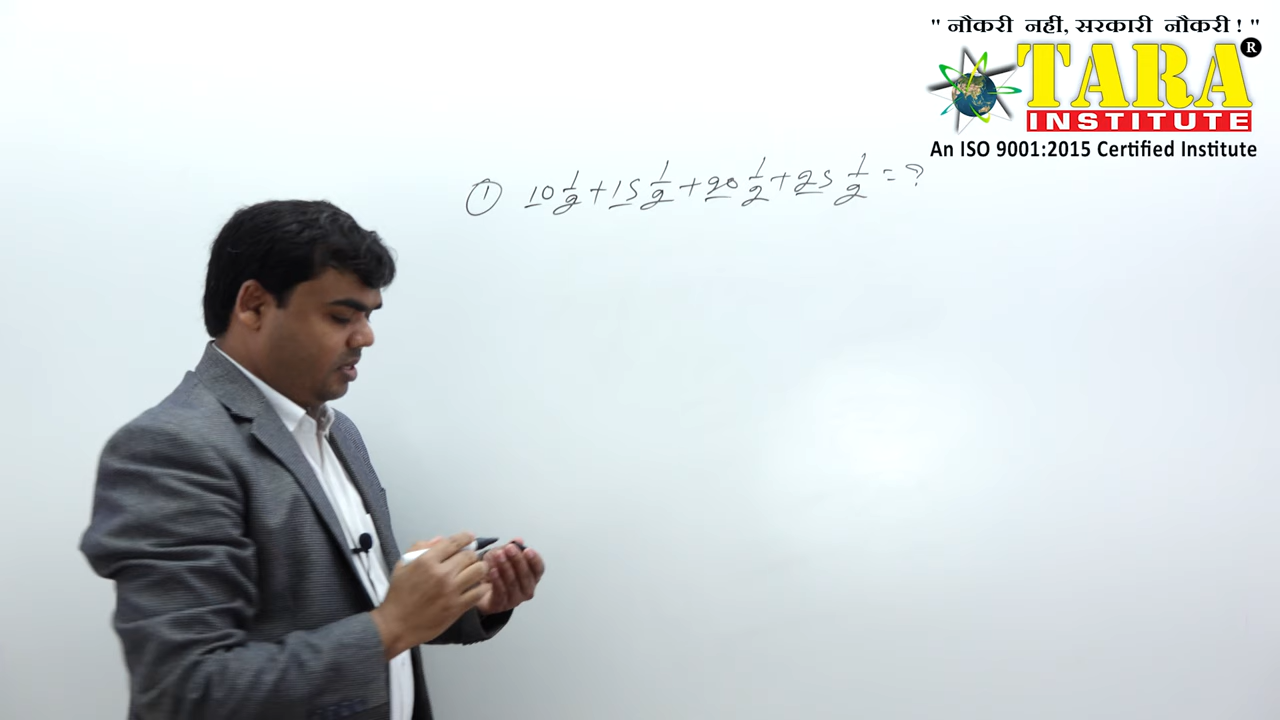 " नौकरी नहीं, सरकारी नौकरी ! "
TARA ®
INSTITUTE
An ISO 9001:2015 Certified Institute
① 10 1/2 + 15 1/2 + 20 1/2 + 25 1/2 = ?